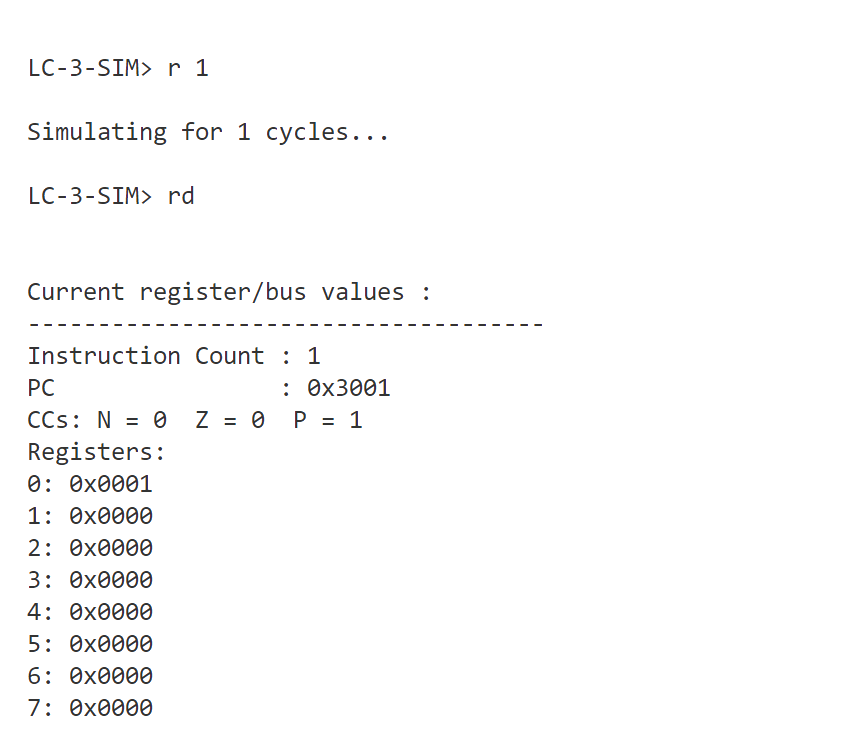 LC-3-SIM> r 1
Simulating for 1 cycles...
LC-3-SIM> rd
Current register/bus values :
-------------------------------------
Instruction Count : 1
PC                : 0x3001
CCs: N = 0  Z = 0  P = 1
Registers:
0: 0x0001
1: 0x0000
2: 0x0000
3: 0x0000
4: 0x0000
5: 0x0000
6: 0x0000
7: 0x0000